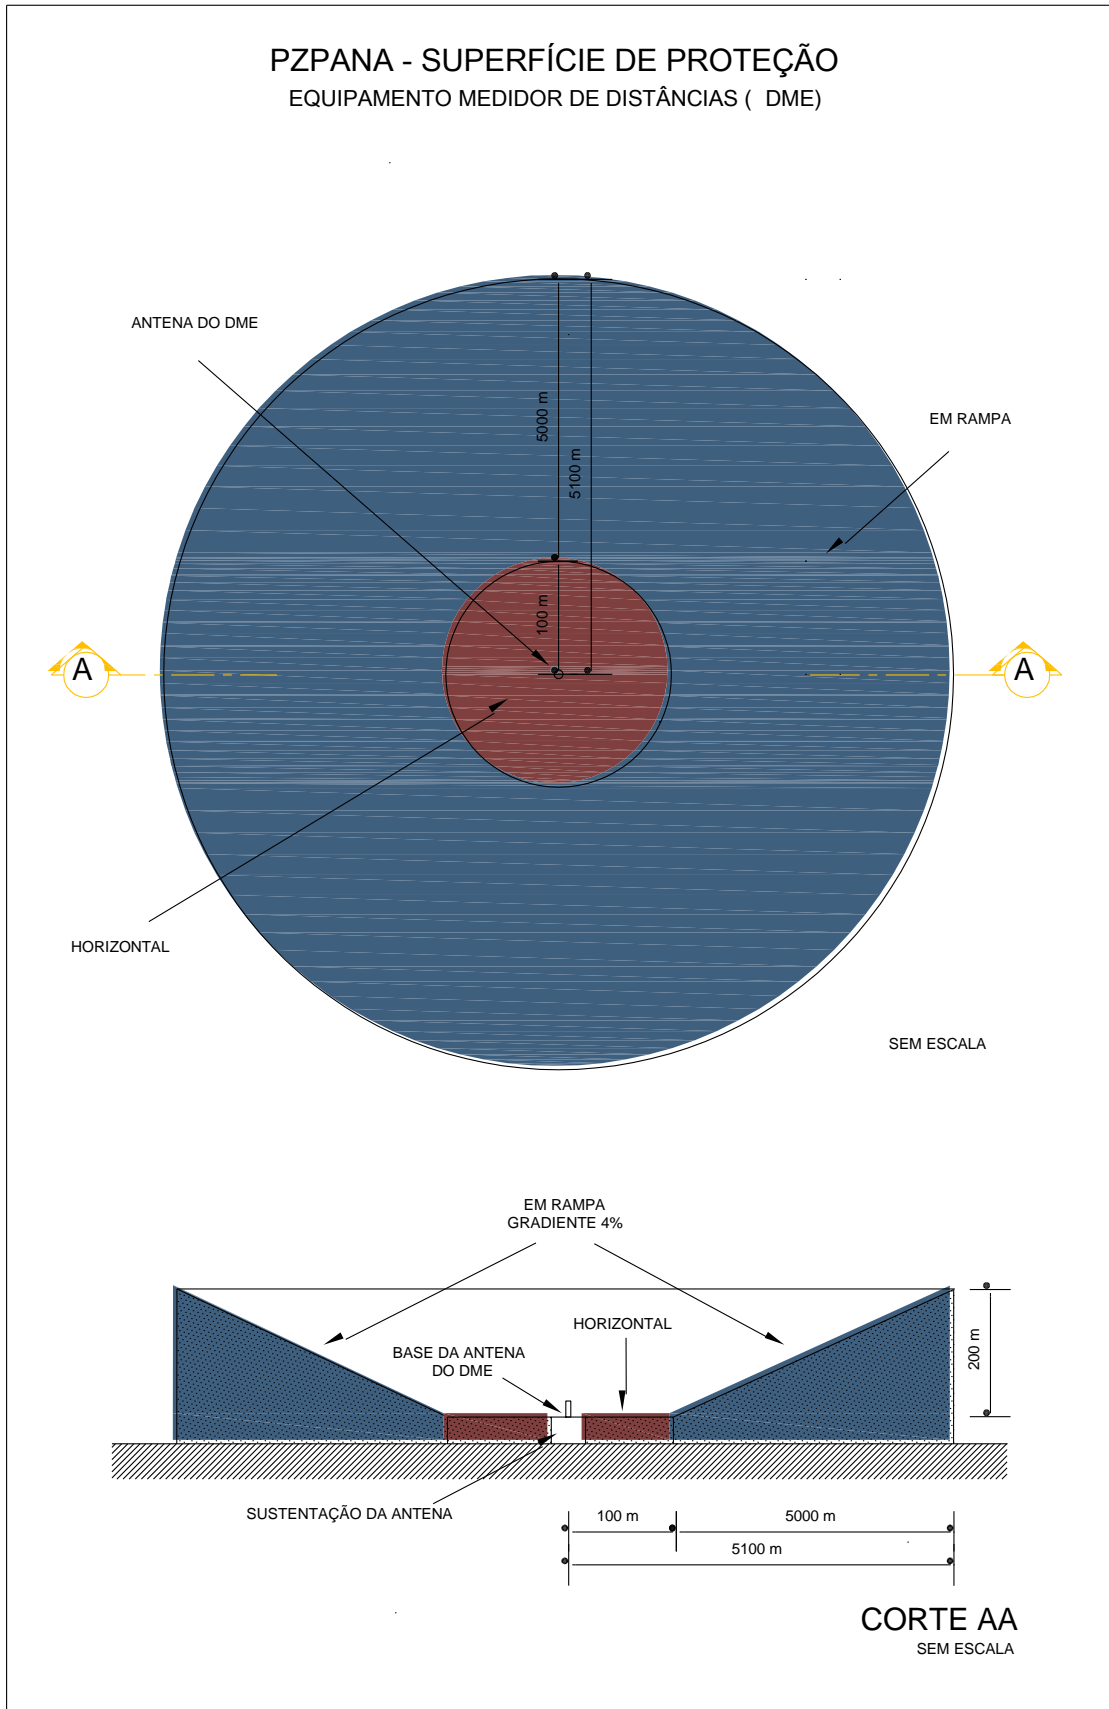 PZPANA - SUPERFÍCIE DE PROTEÇÃO
EQUIPAMENTO MEDIDOR DE DISTÂNCIAS ( DME)
ANTENA DO DME
5000 m
EM RAMPA
5100 m
100 m
A
A
HORIZONTAL
SEM ESCALA
EM RAMPA
GRADIENTE 4%
HORIZONTAL
BASE DA ANTENA
DO DME
200 m
SUSTENTAÇÃO DA ANTENA
100 m
5000 m
5100 m
CORTE AA
SEM ESCALA